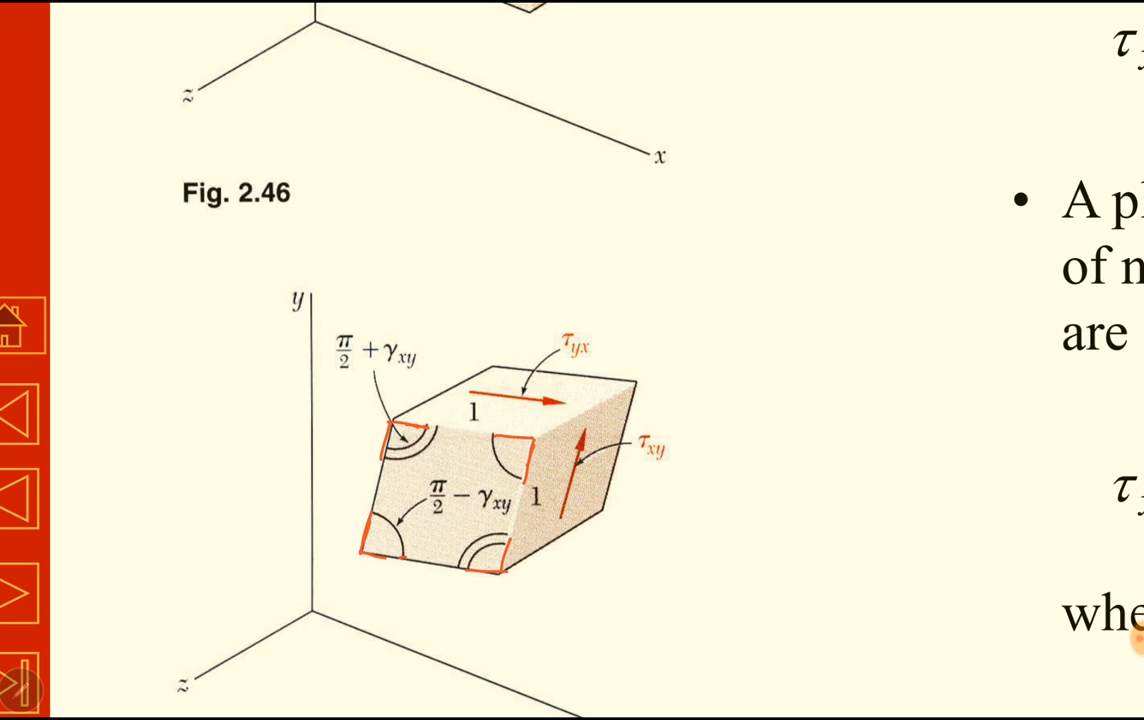 τ
z
x
Fig. 2.46
• A pl
of n
are
y
π/2 + γxy
τyx
1
τxy
π/2 − γxy
1
τ
whe
z